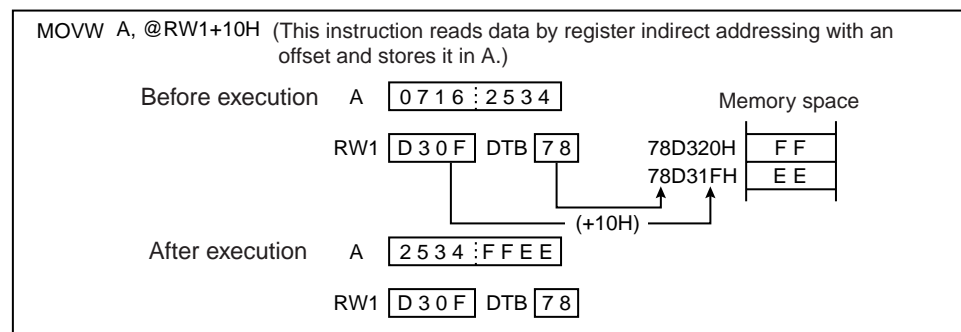 MOVW A, @RW1+10H (This instruction reads data by register indirect addressing with an
offset and stores it in A.)
Before execution A 0716 2534
Memory space
RW1 D30F DTB 78 78D320H FF
78D31FH EE
(+10H)
After execution A 2534 FFEE
RW1 D30F DTB 78